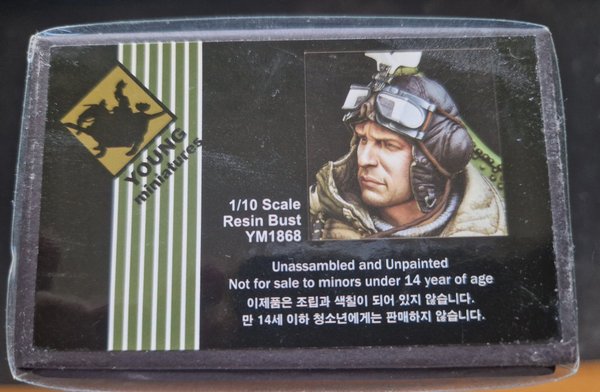 YOUNG
miniatures
1/10 Scale
Resin Bust
YM1868
Unassambled and Unpainted
Not for sale to minors under 14 year of age
이제품은 조립과 색칠이 되어 있지 않습니다.
만 14세 이하 청소년에게는 판매하지 않습니다.